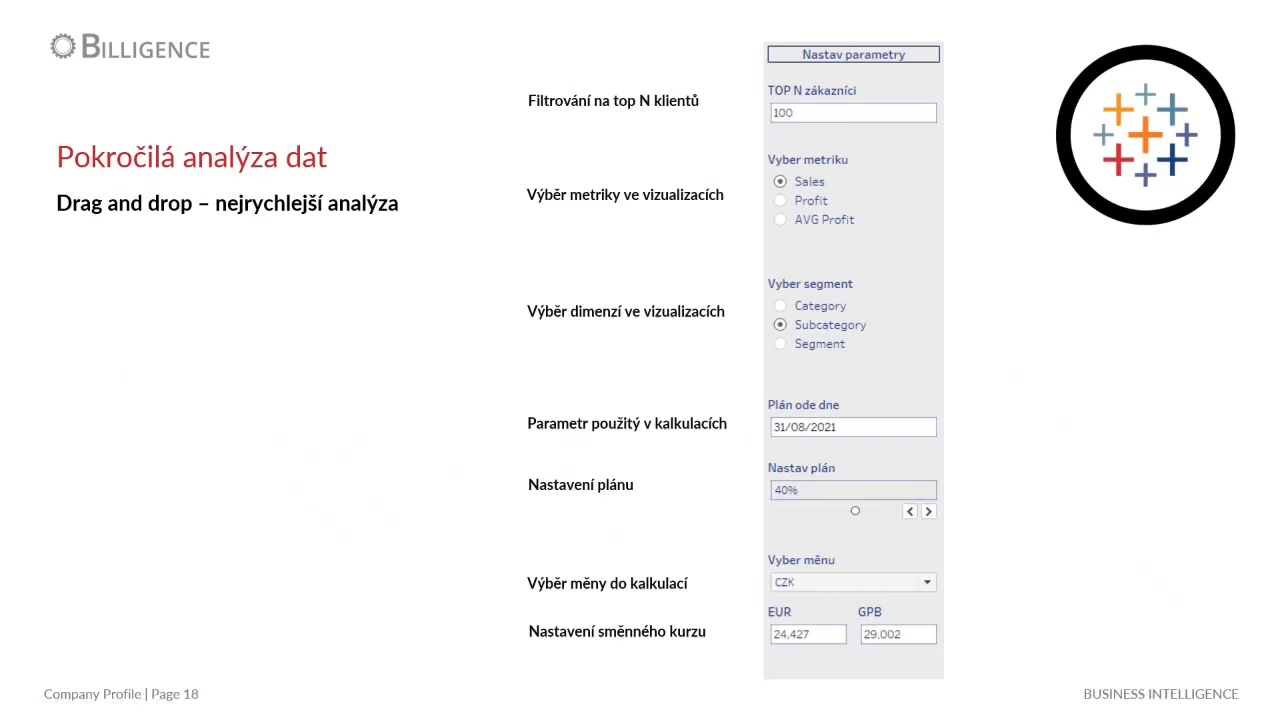 BILLIGENCE
Pokročilá analýza dat
Drag and drop – nejrychlejší analýza
Nastav parametry
Filtrování na top N klientů
TOP N zákazníci
100
Výběr metriky ve vizualizacích
Vyber metriku
Sales
Profit
AVG Profit
Výběr dimenzí ve vizualizacích
Vyber segment
Category
Subcategory
Segment
Parametr použitý v kalkulacích
Plán ode dne
31/08/2021
Nastavení plánu
Nastav plán
40%
Výběr měny do kalkulací
Vyber měnu
CZK
Nastavení směnného kurzu
EUR GPB
24,427 29,002
Company Profile | Page 18
BUSINESS INTELLIGENCE